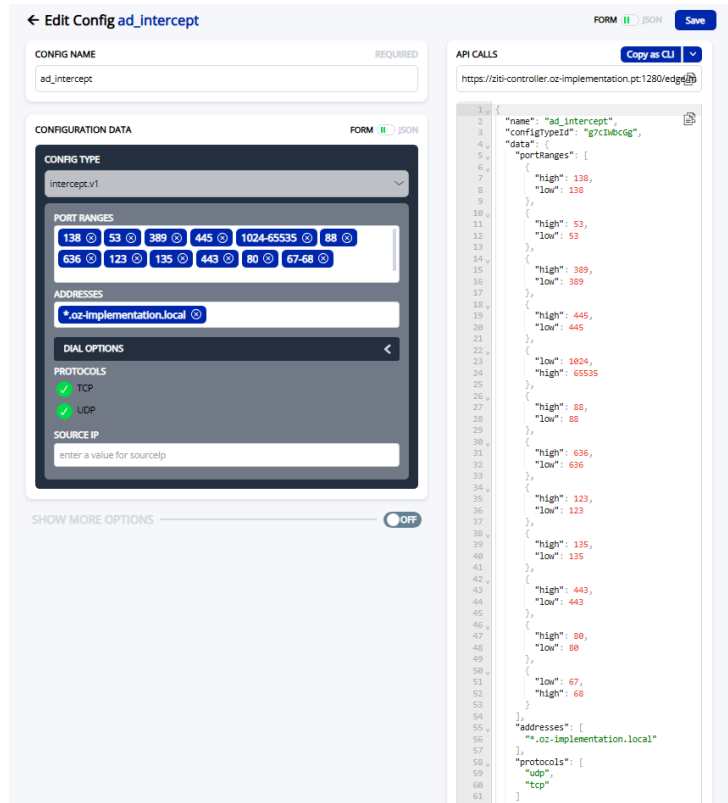 ← Edit Config ad_intercept
FORM JSON
Save
CONFIG NAME REQUIRED
ad_intercept
CONFIGURATION DATA FORM JSON
CONFIG TYPE
intercept.v1
PORT RANGES
138 53 389 445 1024-65535 88
636 123 135 443 80 67-68
ADDRESSES
*.oz-implementation.local
DIAL OPTIONS
PROTOCOLS
TCP
UDP
SOURCE IP
enter a value for sourceIp
SHOW MORE OPTIONS OFF
API CALLS Copy as CLI
https://ziti-controller.oz-implementation.pt:1280/edge/m
1 {
2 "name": "ad_intercept",
3 "configTypeId": "g7cIWbcGg",
4 "data": {
5 "portRanges": [
6 {
7 "high": 138,
8 "low": 138
9 },
10 {
11 "high": 53,
12 "low": 53
13 },
14 {
15 "high": 389,
16 "low": 389
17 },
18 {
19 "high": 445,
20 "low": 445
21 },
22 {
23 "low": 1024,
24 "high": 65535
25 },
26 {
27 "high": 88,
28 "low": 88
29 },
30 {
31 "high": 636,
32 "low": 636
33 },
34 {
35 "high": 123,
36 "low": 123
37 },
38 {
39 "high": 135,
40 "low": 135
41 },
42 {
43 "high": 443,
44 "low": 443
45 },
46 {
47 "high": 80,
48 "low": 80
49 },
50 {
51 "low": 67,
52 "high": 68
53 }
54 ],
55 "addresses": [
56 "*.oz-implementation.local"
57 ],
58 "protocols": [
59 "udp",
60 "tcp"
61 ]